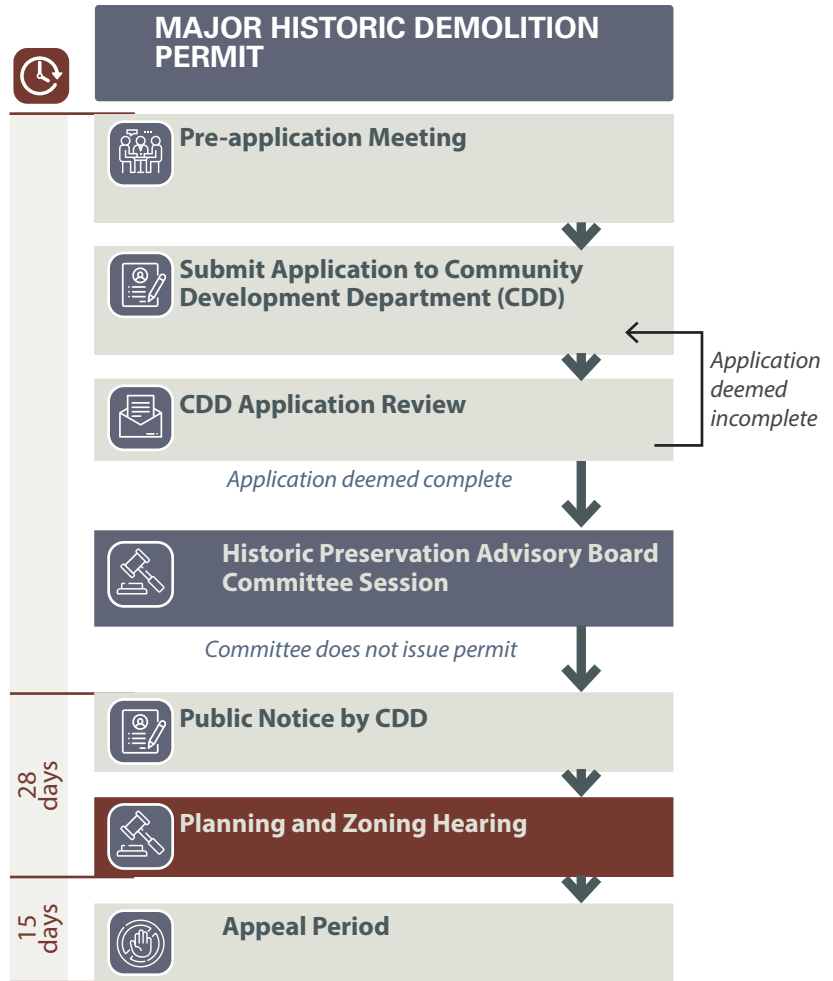 MAJOR HISTORIC DEMOLITION
PERMIT
Pre-application Meeting
Submit Application to Community
Development Department (CDD)
Application
deemed
incomplete
CDD Application Review
Application deemed complete
Historic Preservation Advisory Board
Committee Session
Committee does not issue permit
Public Notice by CDD
28
days
Planning and Zoning Hearing
15
days
Appeal Period